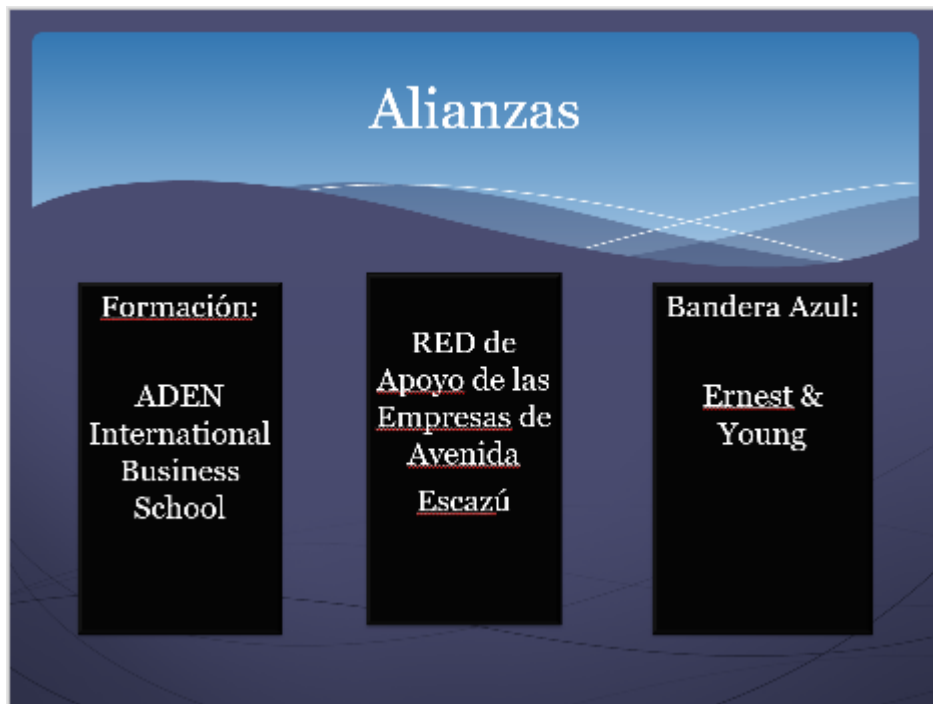 Alianzas
Formación:
ADEN
International
Business
School
RED de
Apoyo de las
Empresas de
Avenida
Escazú
Bandera Azul:
Ernest &
Young